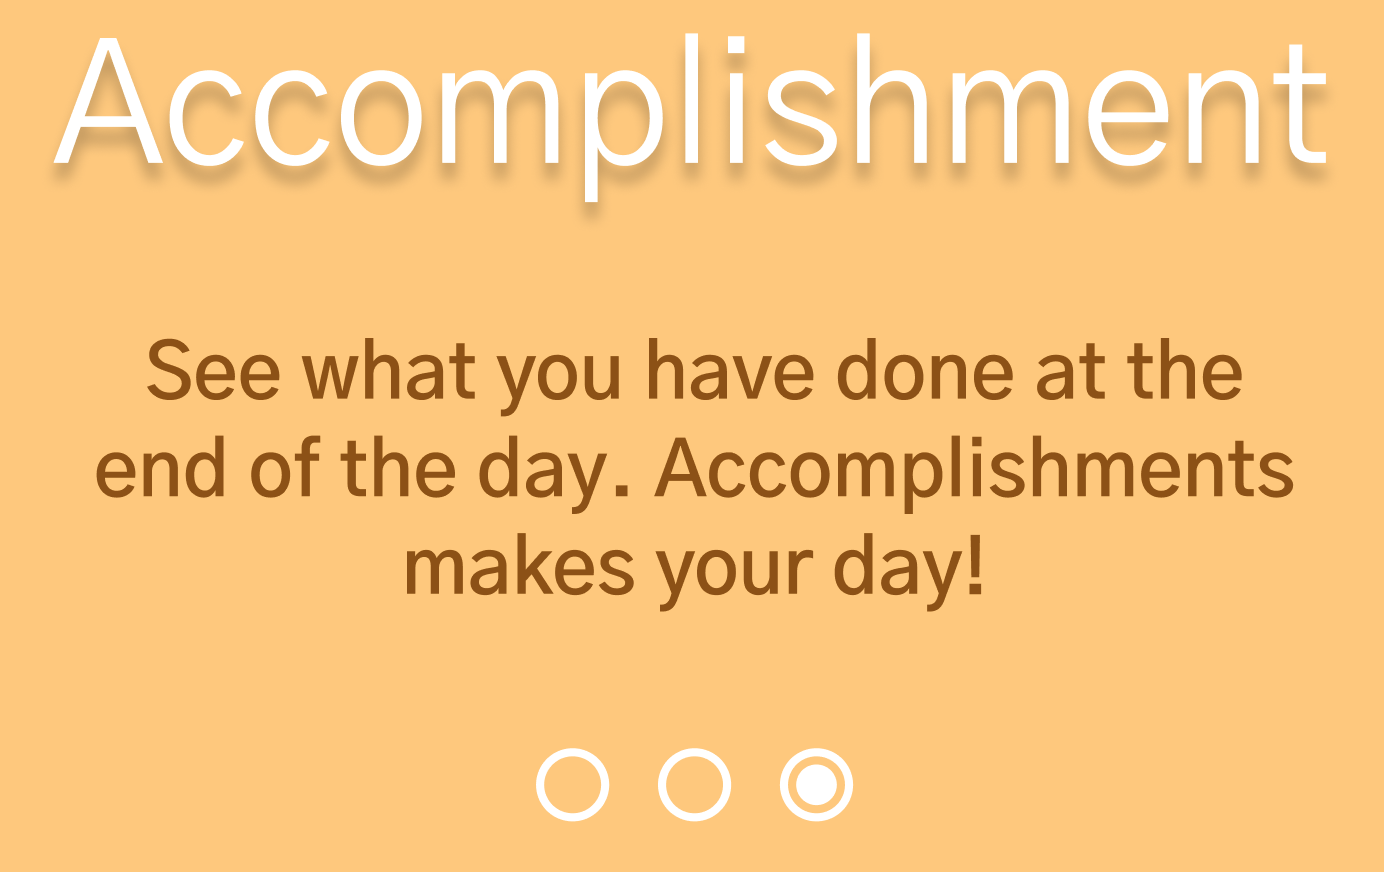 Accomplishment
See what you have done at the
end of the day. Accomplishments
makes your day!